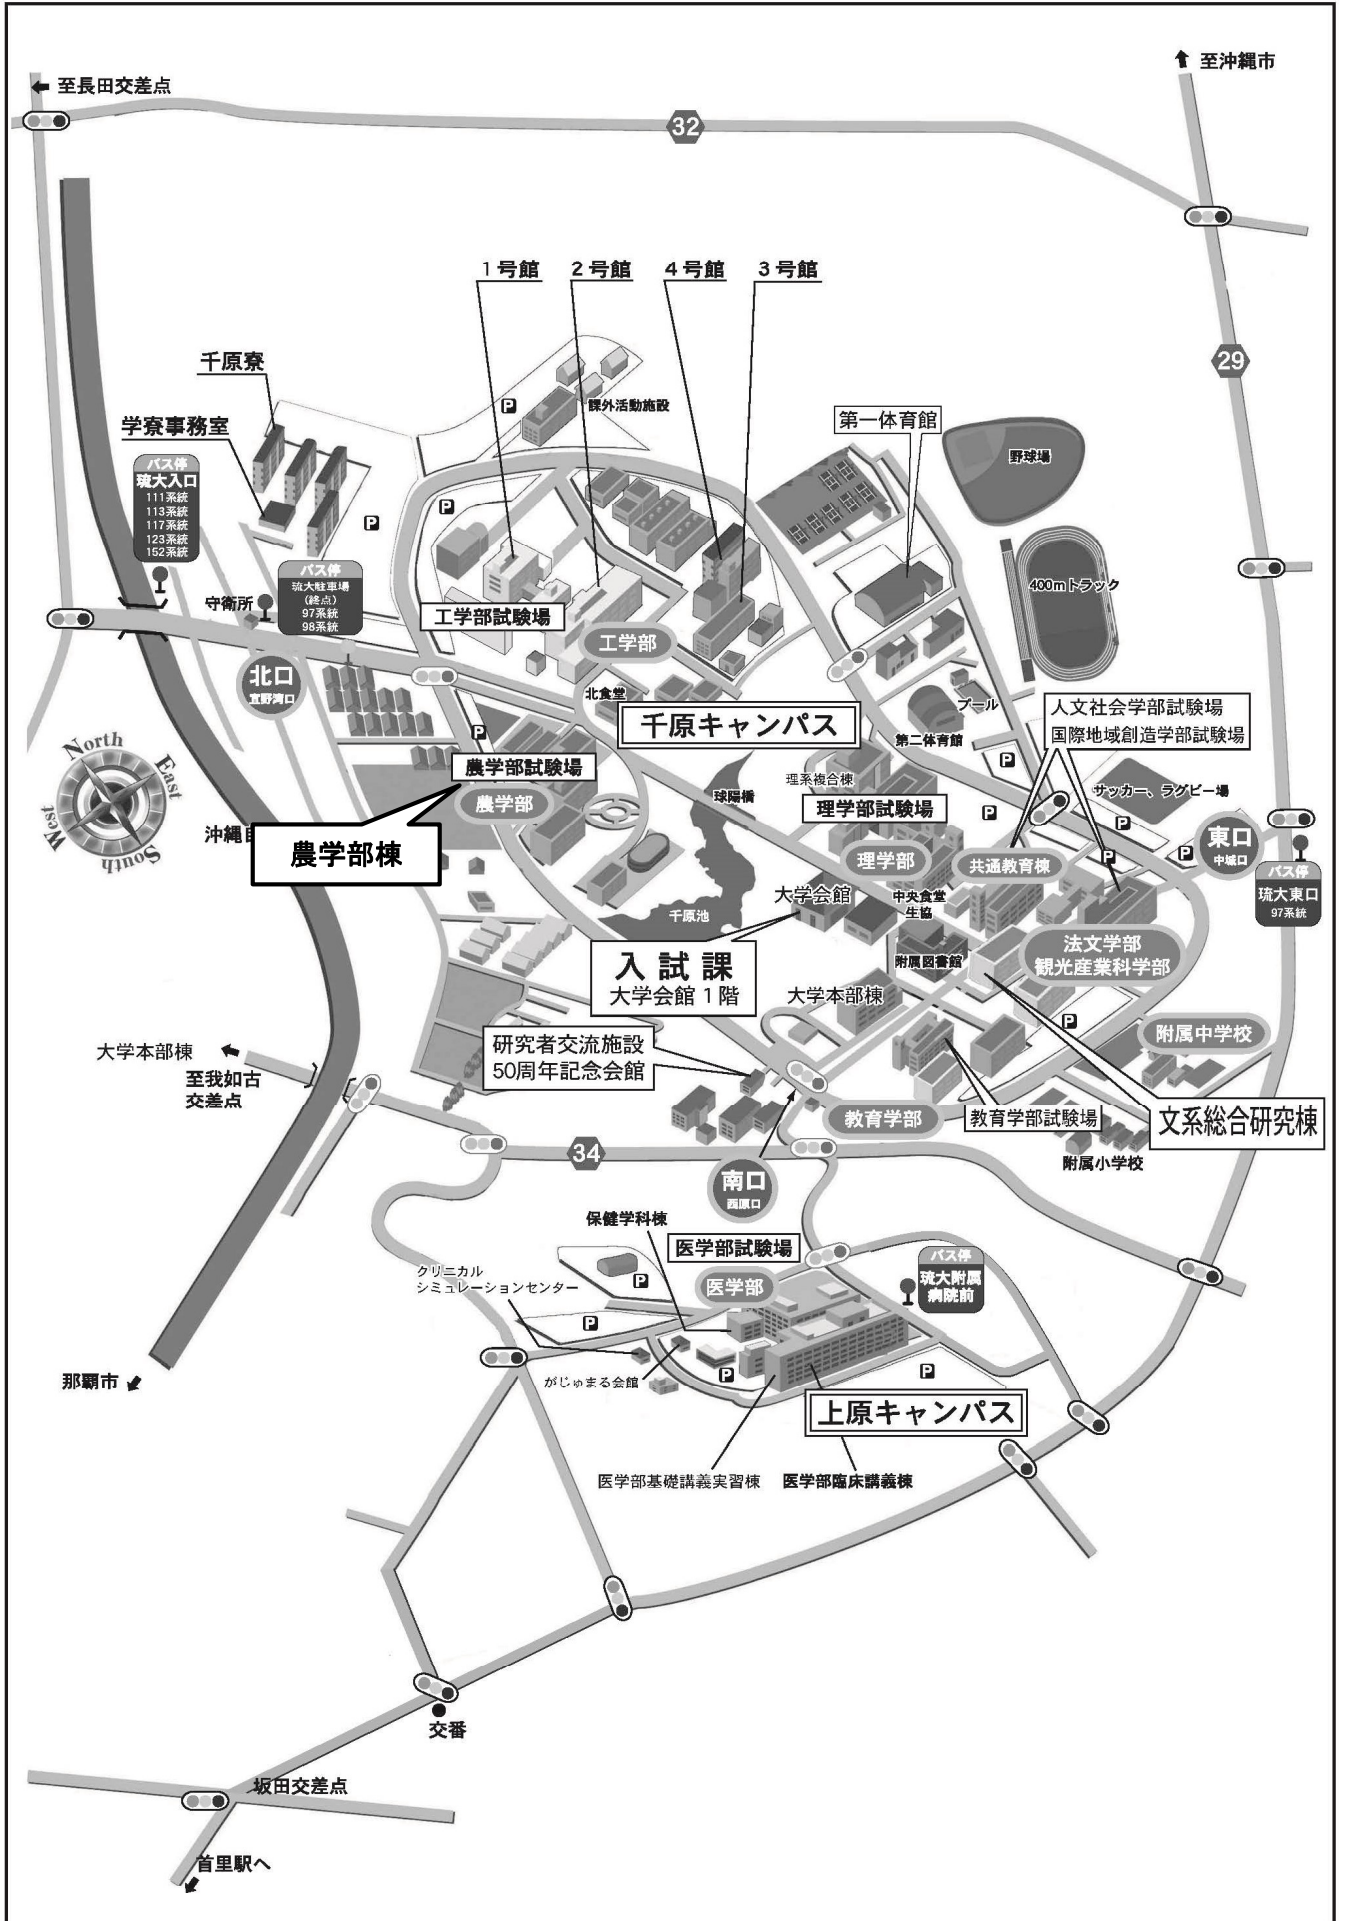 至長田交差点
至沖縄市
32
29
1号館
2号館
4号館
3号館
千原寮
学寮事務室
課外活動施設
第一体育館
野球場
バス停
琉大入口
111系統
113系統
117系統
123系統
152系統
バス停
琉大駐車場
(終点)
97系統
98系統
守衛所
400mトラック
工学部試験場
工学部
北口
宜野湾口
北食堂
千原キャンパス
プール
第二体育館
人文社会学部試験場
国際地域創造学部試験場
North
East
West
South
農学部試験場
農学部
球陽橋
理系複合棟
理学部試験場
サッカー、ラグビー場
沖縄自
農学部棟
理学部
共通教育棟
東口
中城口
バス停
琉大東口
97系統
大学会館
中央食堂
生協
千原池
入試課
大学会館1階
附属図書館
法文学部
観光産業科学部
大学本部棟
研究者交流施設
50周年記念会館
附属中学校
大学本部棟
至我如古
交差点
教育学部
教育学部試験場
文系総合研究棟
附属小学校
34
南口
西原口
保健学科棟
医学部試験場
クリニカル
シミュレーションセンター
医学部
バス停
琉大附属
病院前
那覇市
がじゅまる会館
上原キャンパス
医学部基礎講義実習棟
医学部臨床講義棟
交番
坂田交差点
首里駅へ
P
P
P
P
P
P
P
P
P
P
P
P
P
P